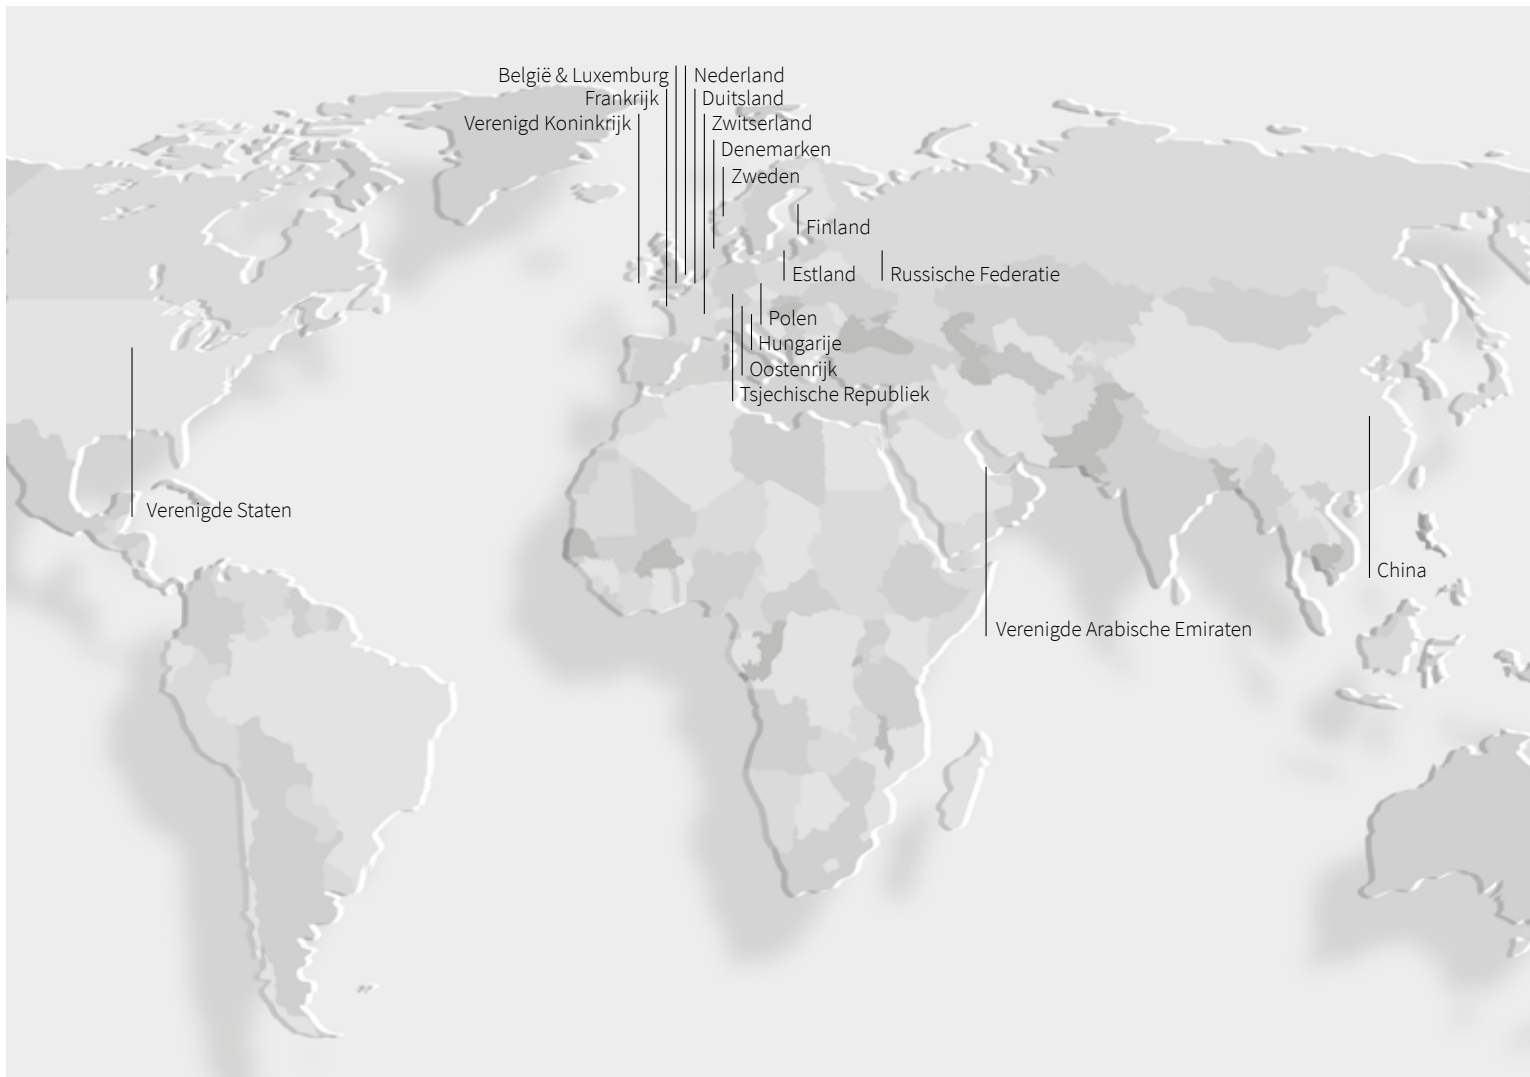 België & Luxemburg
Nederland
Frankrijk
Duitsland
Verenigd Koninkrijk
Zwitserland
Denemarken
Zweden
Finland
Estland
Russische Federatie
Polen
Hungarije
Oostenrijk
Tsjechische Republiek
Verenigde Staten
China
Verenigde Arabische Emiraten